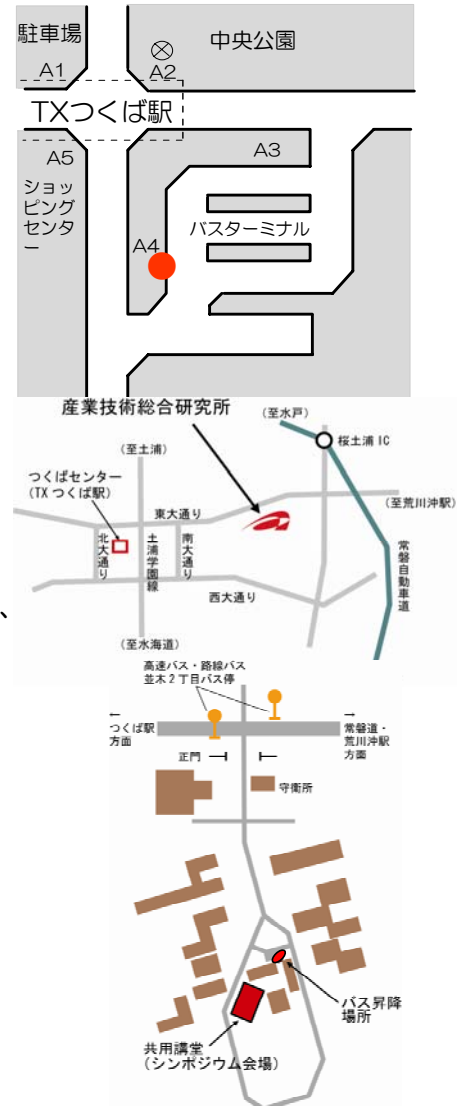 駐車場
中央公園
A1
A2
TXつくば駅
A5
A3
ショッ
ピング
センタ
ー
バスターミナル
A4
産業技術総合研究所
(至水戸)
桜土浦 IC
(至土浦)
つくばセンター
(TX つくば駅)
(至荒川沖駅)
東大通り
北大通り
土浦学園線
南大通り
常磐自動車道
西大通り
、
(至水海道)
高速バス・路線バス
並木2丁目バス停
←
つくば駅
方面
→
常磐道・
荒川沖駅
方面
正門
守衛所
バス昇降
場所
共用講堂
(シンポジウム会場)